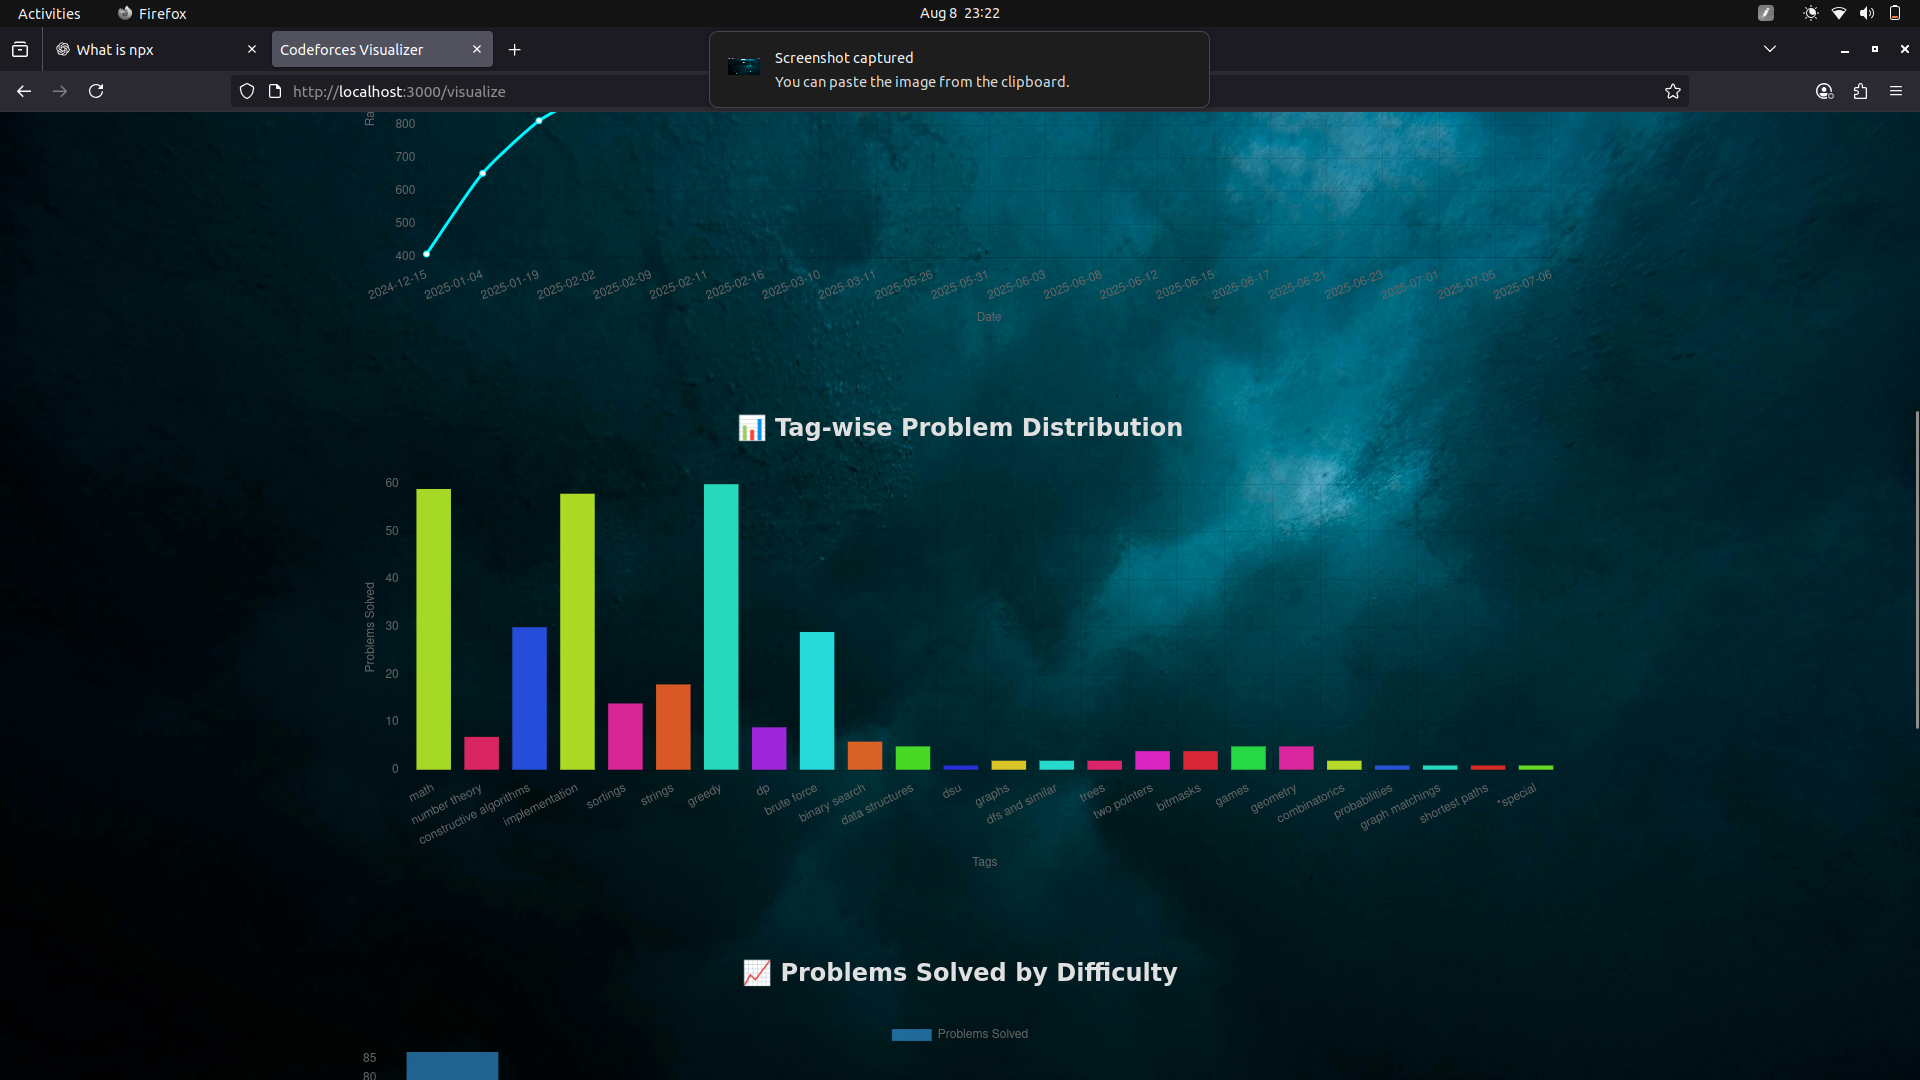 Activities
Firefox
Aug 8 23:22
What is npx
Codeforces Visualizer
Screenshot captured
You can paste the image from the clipboard.
http://localhost:3000/visualize
800
700
600
500
400
2024-12-15 2025-01-04 2025-01-19 2025-02-02 2025-02-09 2025-02-11 2025-02-16 2025-03-10 2025-03-11 2025-05-26 2025-05-31 2025-06-03 2025-06-08 2025-06-12 2025-06-15 2025-06-17 2025-06-21 2025-06-23 2025-07-01 2025-07-05 2025-07-06
Date
📊 Tag-wise Problem Distribution
Problems Solved
60
50
40
30
20
10
0
math number theory constructive algorithms implementation sortings strings greedy dp brute force binary search data structures dsu graphs dfs and similar trees two pointers bitmasks games geometry combinatorics probabilities graph matchings shortest paths *special
Tags
📈 Problems Solved by Difficulty
Problems Solved
85
80